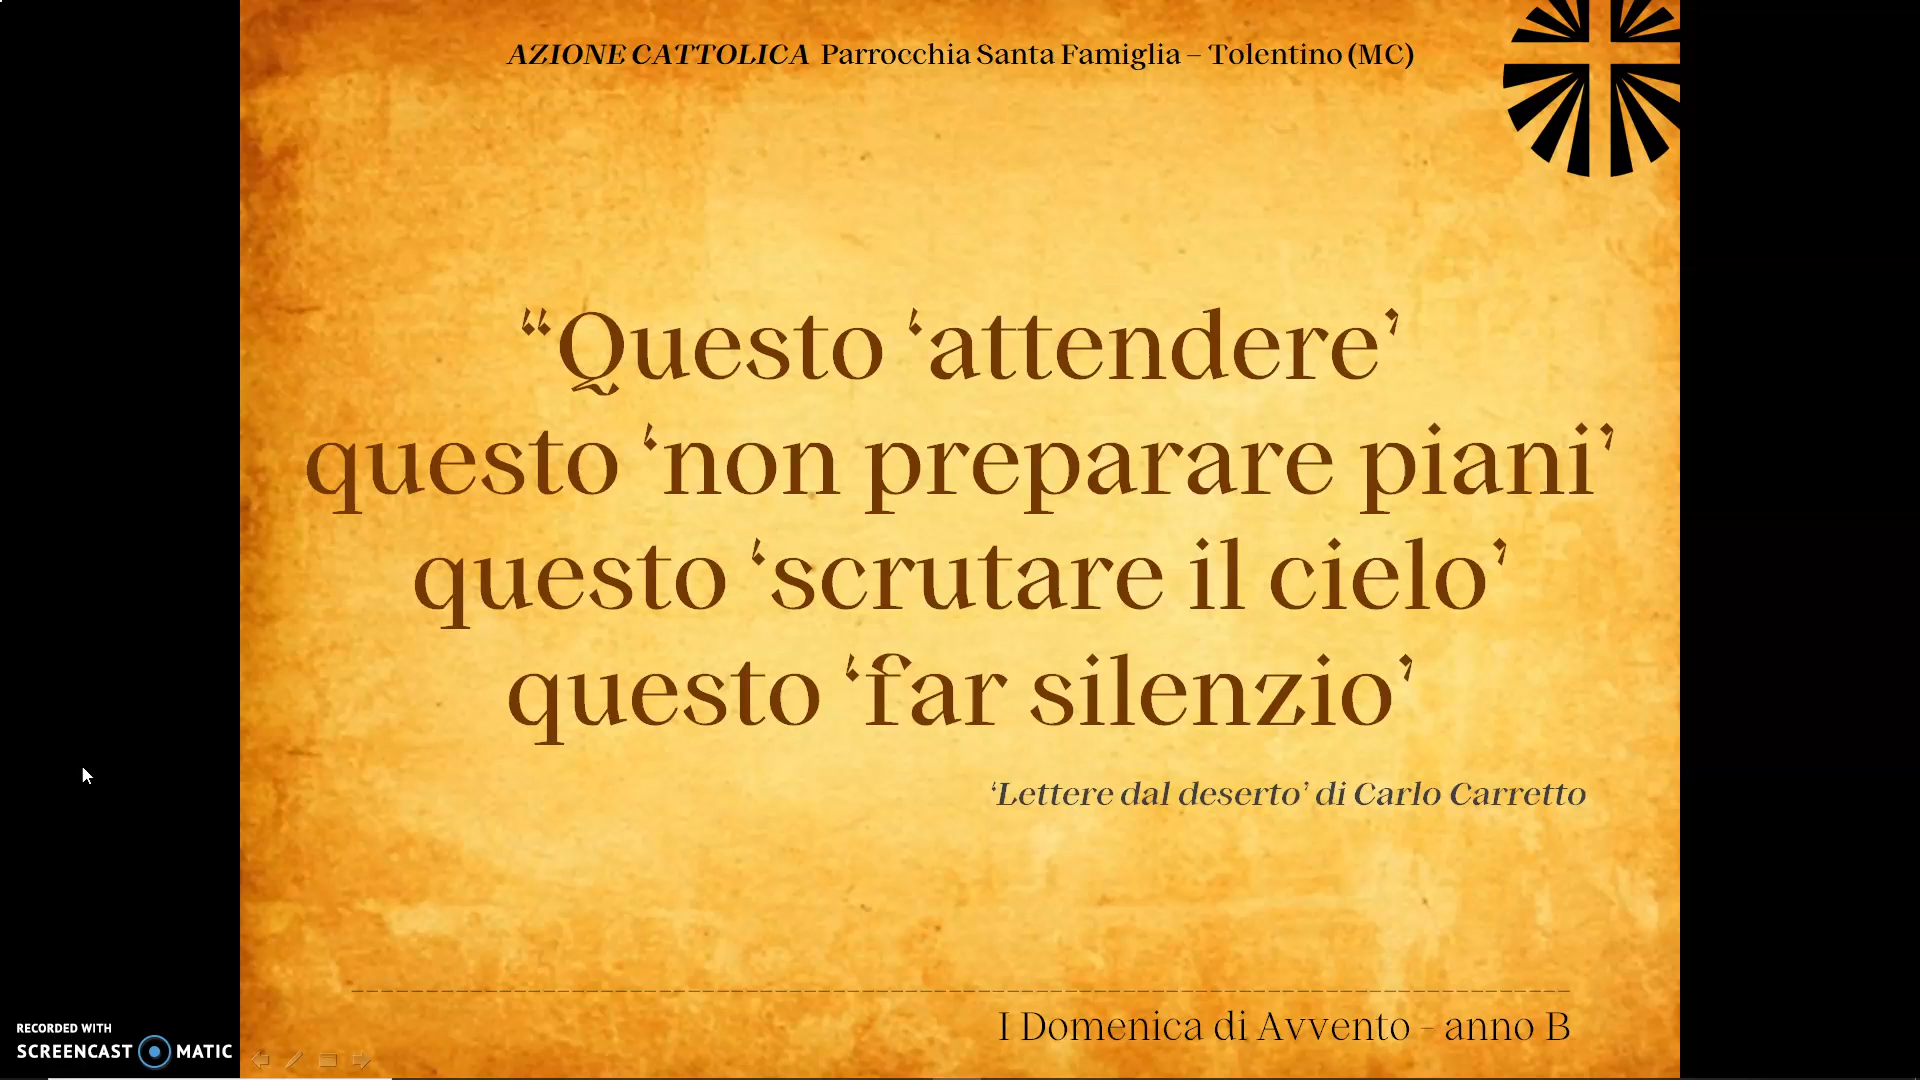 AZIONE CATTOLICA Parrocchia Santa Famiglia – Tolentino (MC)
“Questo ‘attendere’
questo ‘non preparare piani’
questo ‘scrutare il cielo’
questo ‘far silenzio’
‘Lettere dal deserto’ di Carlo Carretto
I Domenica di Avvento - anno B
RECORDED WITH
SCREENCAST MATIC